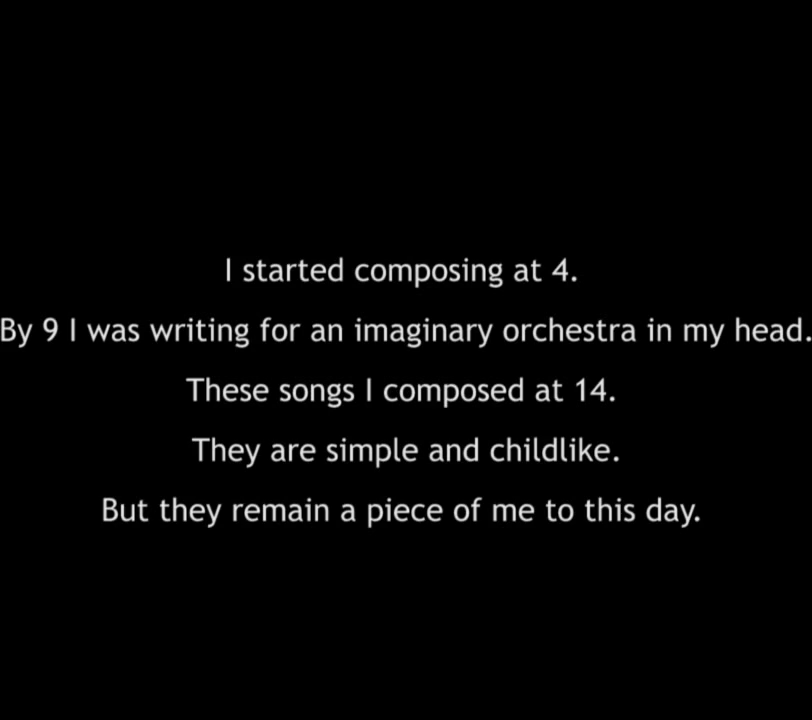 I started composing at 4.
By 9 I was writing for an imaginary orchestra in my head.
These songs I composed at 14.
They are simple and childlike.
But they remain a piece of me to this day.